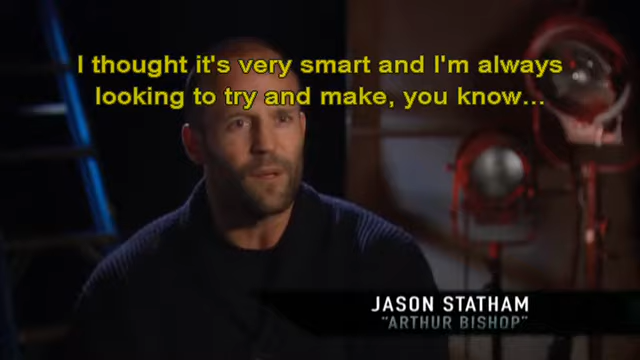 I thought it's very smart and I'm always
looking to try and make, you know...
JASON STATHAM
"ARTHUR BISHOP"